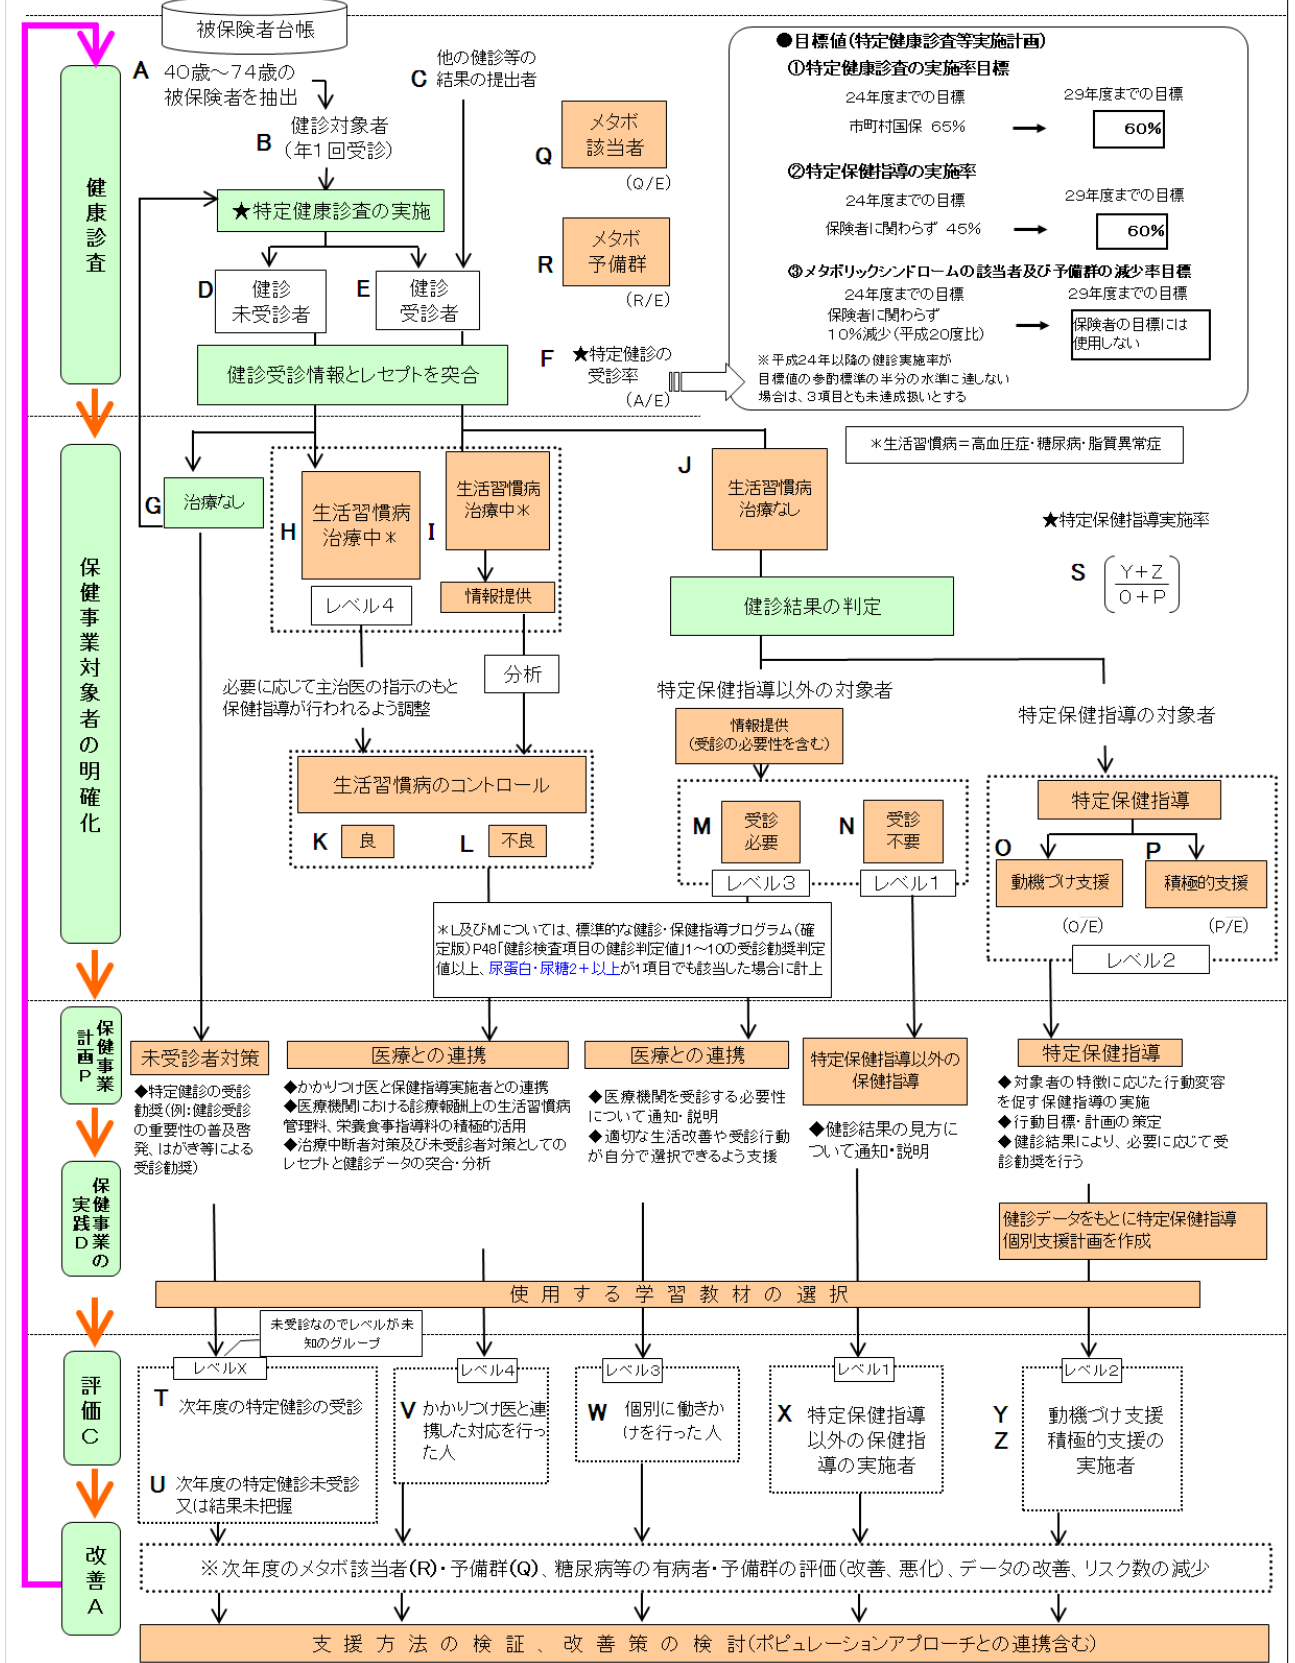 被保険者台帳
A 40歳～74歳の
被保険者を抽出
C 他の健診等の
結果の提出者
B 健診対象者
(年1回受診)
★特定健康診査の実施
D 健診
未受診者
E 健診
受診者
健診受診情報とレセプトを突合
Q メタボ
該当者
(Q/E)
R メタボ
予備群
(R/E)
F ★特定健診の
受診率
(A/E)
●目標値(特定健康診査等実施計画)
①特定健康診査の実施率目標
24年度までの目標
29年度までの目標
市町村国保 65%
60%
②特定保健指導の実施率
24年度までの目標
29年度までの目標
保険者に関わらず 45%
60%
③メタボリックシンドロームの該当者及び予備群の減少率目標
24年度までの目標
29年度までの目標
保険者に関わらず
10%減少(平成20度比)
保険者の目標には
使用しない
※平成24年以降の健診実施率が
目標値の参酌標準の半分の水準に達しない
場合は、3項目とも未達成扱いとする
健康診査
保健事業対象者の明確化
G 治療なし
H 生活習慣病
治療中＊
レベル4
I 生活習慣病
治療中＊
情報提供
J 生活習慣病
治療なし
＊生活習慣病＝高血圧症・糖尿病・脂質異常症
★特定保健指導実施率
S Y+Z
O+P
健診結果の判定
分析
必要に応じて主治医の指示のもと
保健指導が行われるよう調整
特定保健指導以外の対象者
情報提供
(受診の必要性を含む)
特定保健指導の対象者
生活習慣病のコントロール
K 良
L 不良
M 受診
必要
レベル3
N 受診
不要
レベル1
特定保健指導
O 動機づけ支援
(O/E)
P 積極的支援
(P/E)
レベル2
＊L及びMについては、標準的な健診・保健指導プログラム(確
定版)P48｢健診検査項目の健診判定値｣1～10の受診勧奨判定
値以上、尿蛋白・尿糖2＋以上が1項目でも該当した場合に計上
保健事業
計画P
未受診者対策
◆特定健診の受診
勧奨(例:健診受診
の重要性の普及啓
発、はがき等による
受診勧奨)
医療との連携
◆かかりつけ医と保健指導実施者との連携
◆医療機関における診療報酬上の生活習慣病
管理料、栄養食事指導料の積極的活用
◆治療中断者対策及び未受診者対策としての
レセプトと健診データの突合・分析
医療との連携
◆医療機関を受診する必要性
について通知・説明
◆適切な生活改善や受診行動
が自分で選択できるよう支援
特定保健指導以外の
保健指導
◆健診結果の見方に
ついて通知・説明
特定保健指導
◆対象者の特徴に応じた行動変容
を促す保健指導の実施
◆行動目標・計画の策定
◆健診結果により、必要に応じて受
診勧奨を行う
保健事業の
実践D
健診データをもとに特定保健指導
個別支援計画を作成
使用する学習教材の選択
未受診なのでレベルが未
知のグループ
評価C
レベルX
T 次年度の特定健診の受診
U 次年度の特定健診未受診
又は結果未把握
レベル4
V かかりつけ医と連
携した対応を行っ
た人
レベル3
W 個別に働きか
けを行った人
レベル1
X 特定保健指導
以外の保健指
導の実施者
レベル2
Y 動機づけ支援
Z 積極的支援の
実施者
改善A
※次年度のメタボ該当者(R)・予備群(Q)、糖尿病等の有病者・予備群の評価(改善、悪化)、データの改善、リスク数の減少
支援方法の検証、改善策の検討(ポピュレーションアプローチとの連携含む)